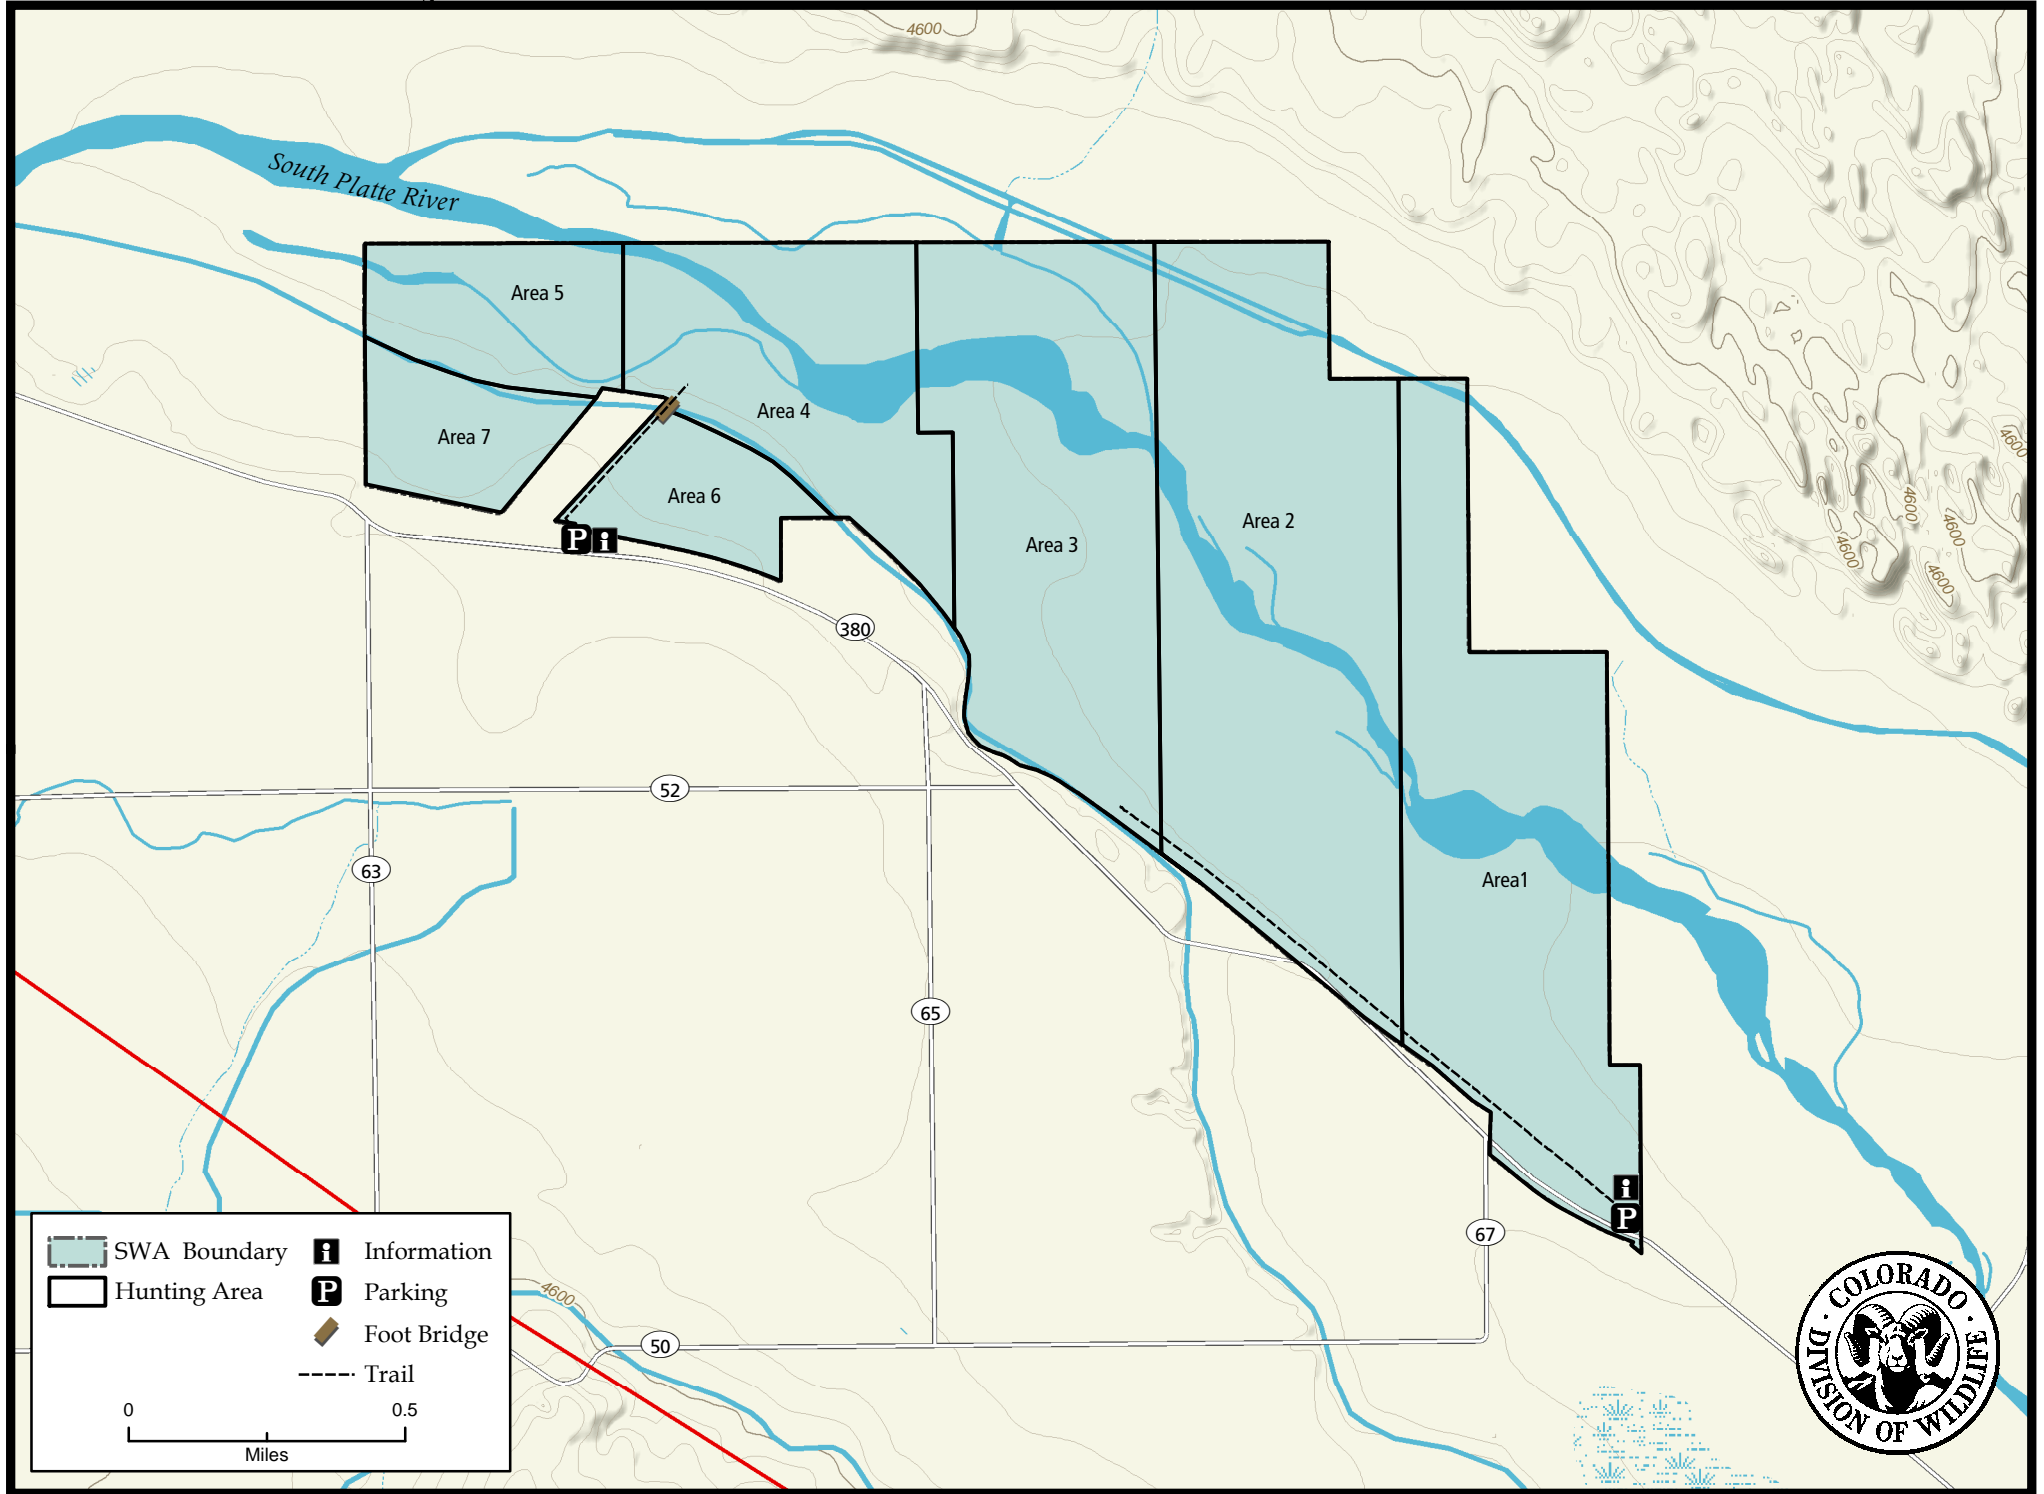 4600
South Platte River
Area 5
Area 4
Area 7
Area 6
Area 3
Area 2
4600
4600
4600
4600
4600
380
52
63
Area1
65
67
50
4600
SWA Boundary
Hunting Area
Information
Parking
Foot Bridge
Trail
0 0.5
Miles
P i
i
P
i
P
COLORADO
· DIVISION OF WILDLIFE ·